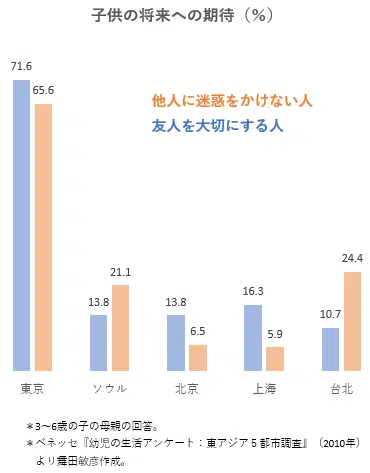 子供の将来への期待（%）
他人に迷惑をかけない人
友人を大切にする人
71.6
65.6
13.8
21.1
13.8
6.5
16.3
5.9
10.7
24.4
東京
ソウル
北京
上海
台北
＊3～6歳の子の母親の回答。
＊ベネッセ『幼児の生活アンケート：東アジア５都市調査』（2010年）
より舞田敏彦作成。